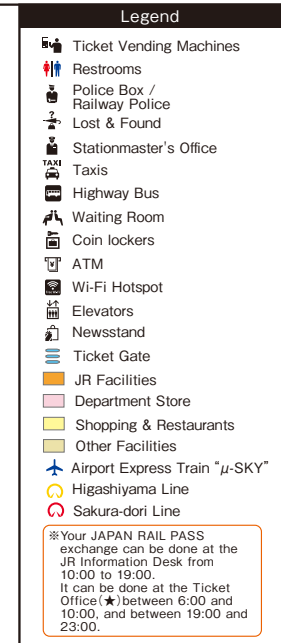 Legend
Ticket Vending Machines
Restrooms
Police Box /
Railway Police
?
Lost & Found
Stationmaster's Office
TAXI
Taxis
Highway Bus
Waiting Room
Coin lockers
¥
ATM
Wi-Fi Hotspot
Elevators
Newsstand
Ticket Gate
JR Facilities
Department Store
Shopping & Restaurants
Other Facilities
Airport Express Train “μ-SKY”
Higashiyama Line
Sakura-dori Line
※Your JAPAN RAIL PASS
exchange can be done at the
JR Information Desk from
10:00 to 19:00.
It can be done at the Ticket
Office(★)between 6:00 and
10:00, and between 19:00 and
23:00.